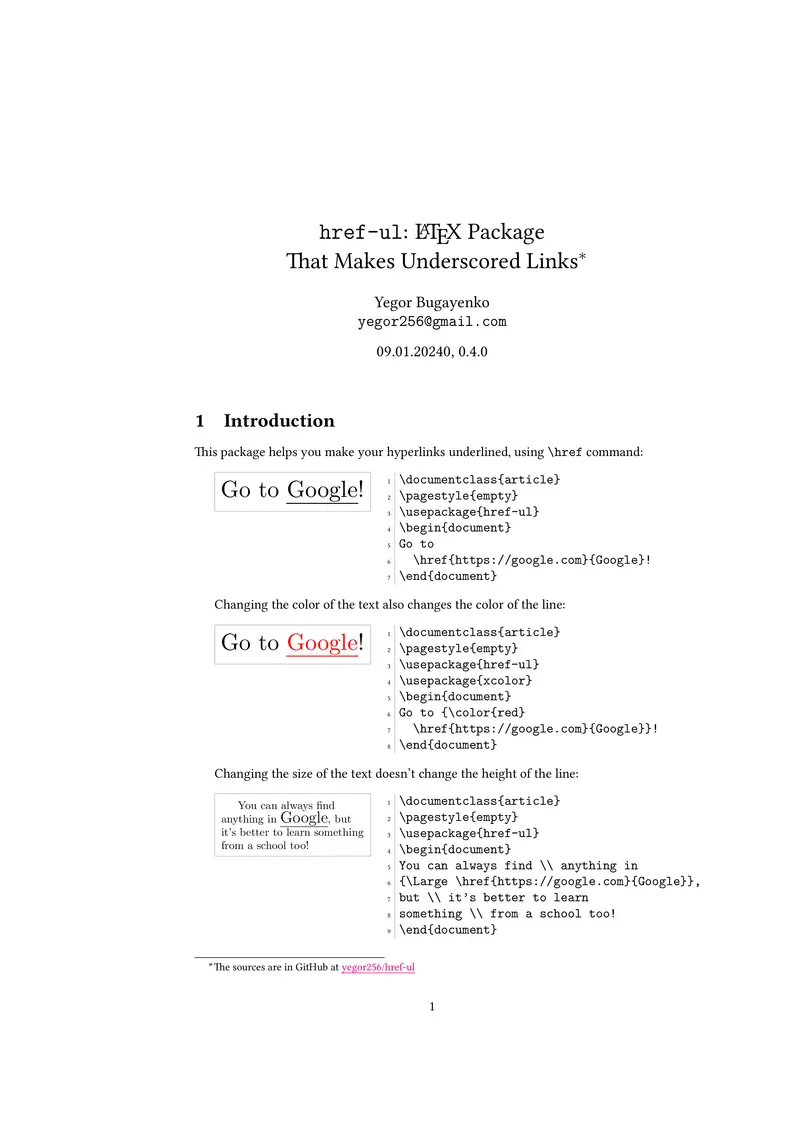 href-ul: LATEX Package
That Makes Underscored Links*
Yegor Bugayenko
yegor256@gmail.com
09.01.20240, 0.4.0
1 Introduction
This package helps you make your hyperlinks underlined, using \href command:
Go to Google!
1 \documentclass{article}
2 \pagestyle{empty}
3 \usepackage{href-ul}
4 \begin{document}
5 Go to
6 \href{https://google.com}{Google}!
7 \end{document}
Changing the color of the text also changes the color of the line:
Go to Google!
1 \documentclass{article}
2 \pagestyle{empty}
3 \usepackage{href-ul}
4 \usepackage{xcolor}
5 \begin{document}
6 Go to {\color{red}
7 \href{https://google.com}{Google}}!
8 \end{document}
Changing the size of the text doesn't change the height of the line:
You can always find
anything in Google, but
it's better to learn something
from a school too!
1 \documentclass{article}
2 \pagestyle{empty}
3 \usepackage{href-ul}
4 \begin{document}
5 You can always find \\ anything in
6 {\Large \href{https://google.com}{Google}},
7 but \\ it's better to learn
8 something \\ from a school too!
9 \end{document}
*The sources are in GitHub at yegor256/href-ul
1